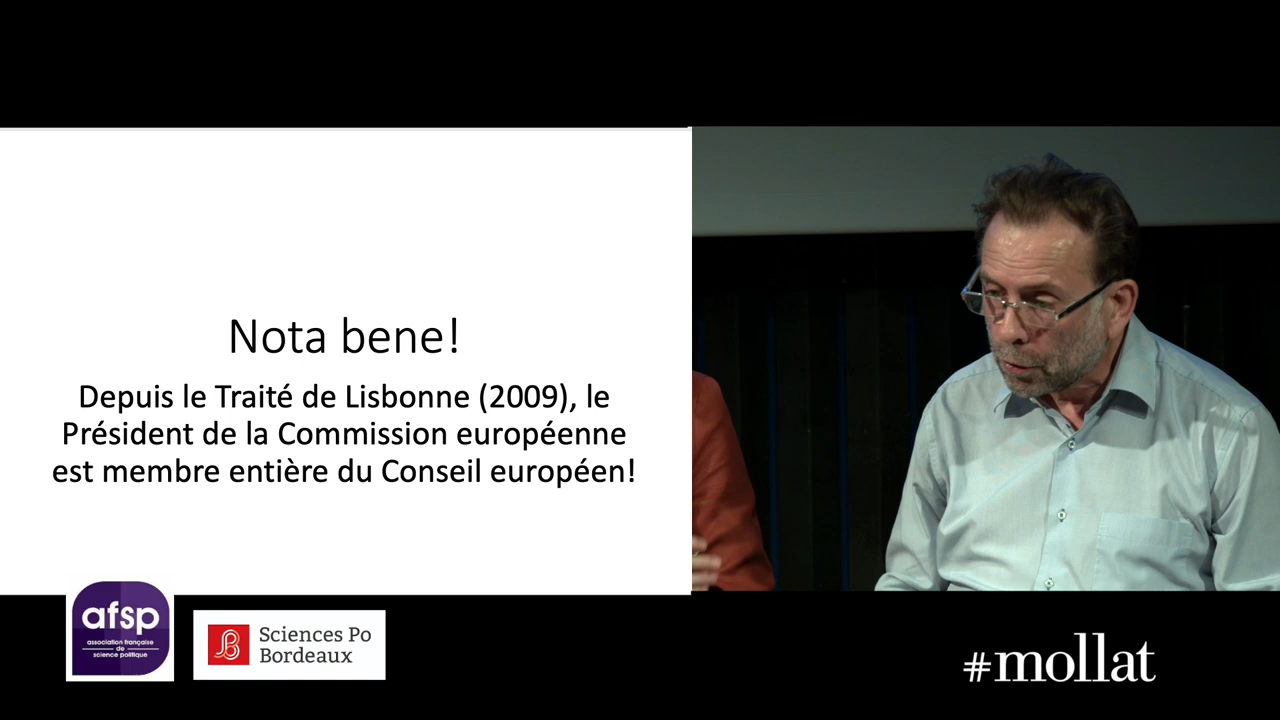 Nota bene!
Depuis le Traité de Lisbonne (2009), le
Président de la Commission européenne
est membre entière du Conseil européen!
afsp
association française
de
science politique
Sciences Po
Bordeaux
#mollat